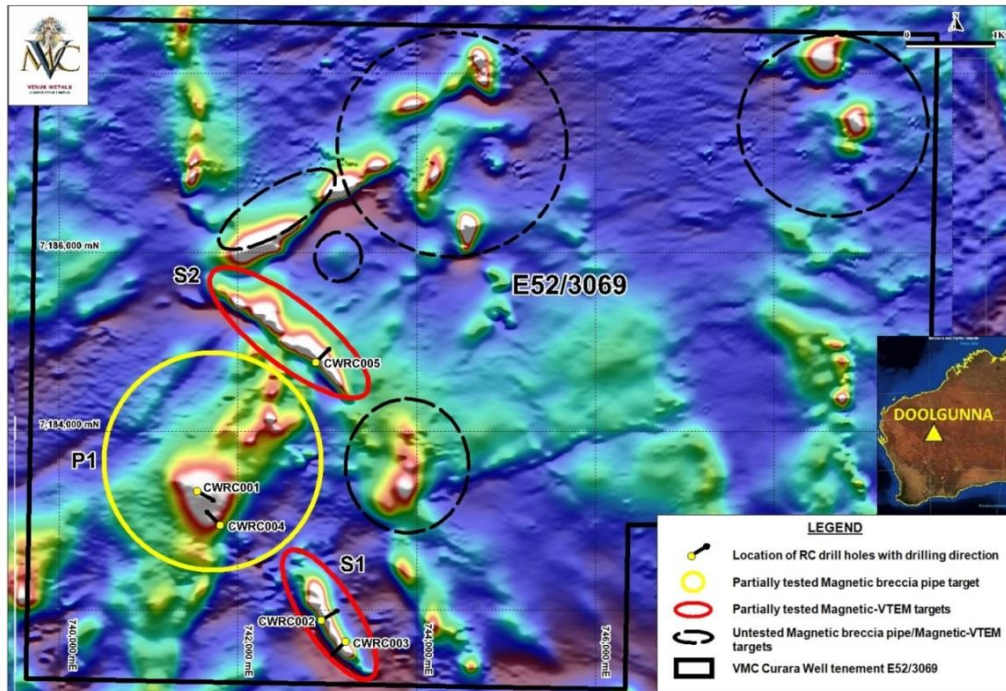 VMC
VENUS METALS
CORPORATION LIMITED
N
0 1K
7,186,000 mN
S2
E52/3069
CWRC005
DOOLGUNNA
7,184,000 mN
P1
CWRC001
CWRC004
S1
CWRC002
CWRC003
740,000 mE
742,000 mE
744,000 mE
746,000 mE
LEGEND
Location of RC drill holes with drilling direction
Partially tested Magnetic breccia pipe target
Partially tested Magnetic-VTEM targets
Untested Magnetic breccia pipe/Magnetic-VTEM
targets
VMC Curara Well tenement E52/3069